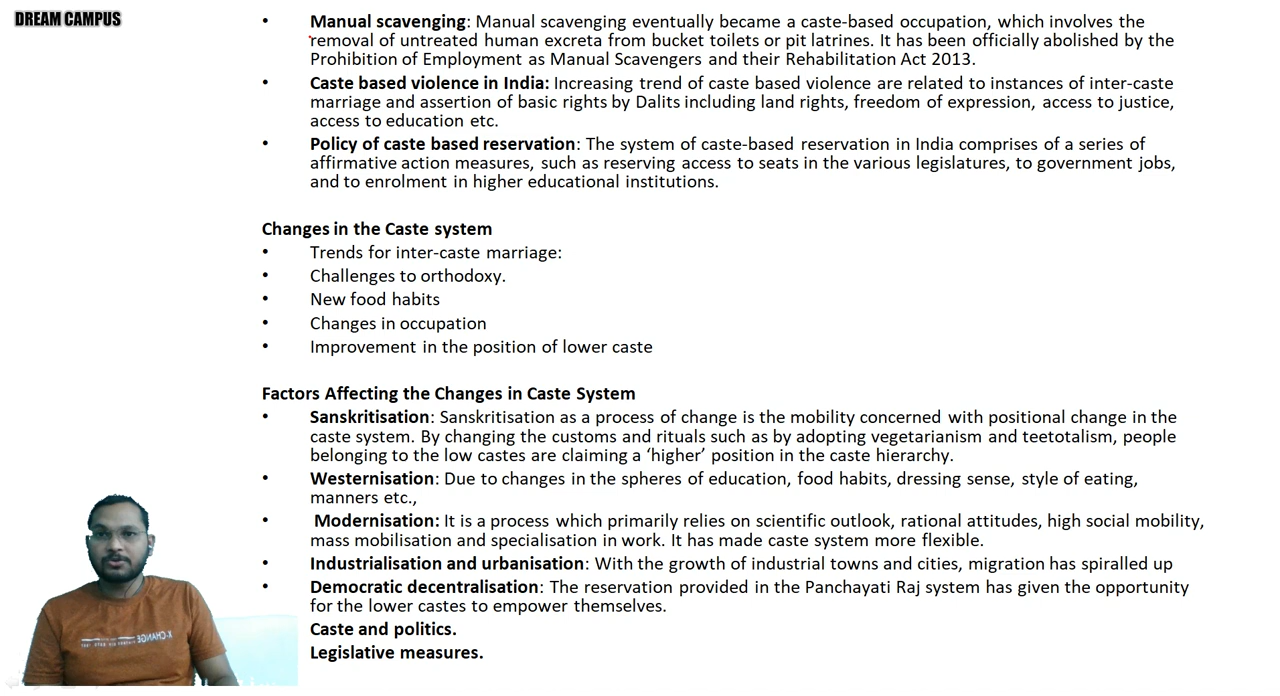 DREAM CAMPUS
• Manual scavenging: Manual scavenging eventually became a caste-based occupation, which involves the
removal of untreated human excreta from bucket toilets or pit latrines. It has been officially abolished by the
Prohibition of Employment as Manual Scavengers and their Rehabilitation Act 2013.
• Caste based violence in India: Increasing trend of caste based violence are related to instances of inter-caste
marriage and assertion of basic rights by Dalits including land rights, freedom of expression, access to justice,
access to education etc.
• Policy of caste based reservation: The system of caste-based reservation in India comprises of a series of
affirmative action measures, such as reserving access to seats in the various legislatures, to government jobs,
and to enrolment in higher educational institutions.
Changes in the Caste system
• Trends for inter-caste marriage:
• Challenges to orthodoxy.
• New food habits
• Changes in occupation
• Improvement in the position of lower caste
Factors Affecting the Changes in Caste System
• Sanskritisation: Sanskritisation as a process of change is the mobility concerned with positional change in the
caste system. By changing the customs and rituals such as by adopting vegetarianism and teetotalism, people
belonging to the low castes are claiming a ‘higher’ position in the caste hierarchy.
• Westernisation: Due to changes in the spheres of education, food habits, dressing sense, style of eating,
manners etc.,
• Modernisation: It is a process which primarily relies on scientific outlook, rational attitudes, high social mobility,
mass mobilisation and specialisation in work. It has made caste system more flexible.
• Industrialisation and urbanisation: With the growth of industrial towns and cities, migration has spiralled up
• Democratic decentralisation: The reservation provided in the Panchayati Raj system has given the opportunity
for the lower castes to empower themselves.
Caste and politics.
Legislative measures.
X-CHANGE